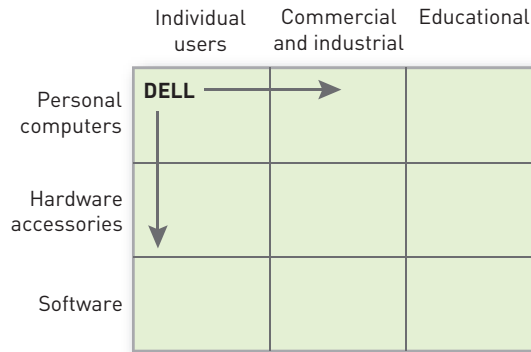 Individual
users
Commercial
and industrial
Educational
Personal
computers
DELL
Hardware
accessories
Software